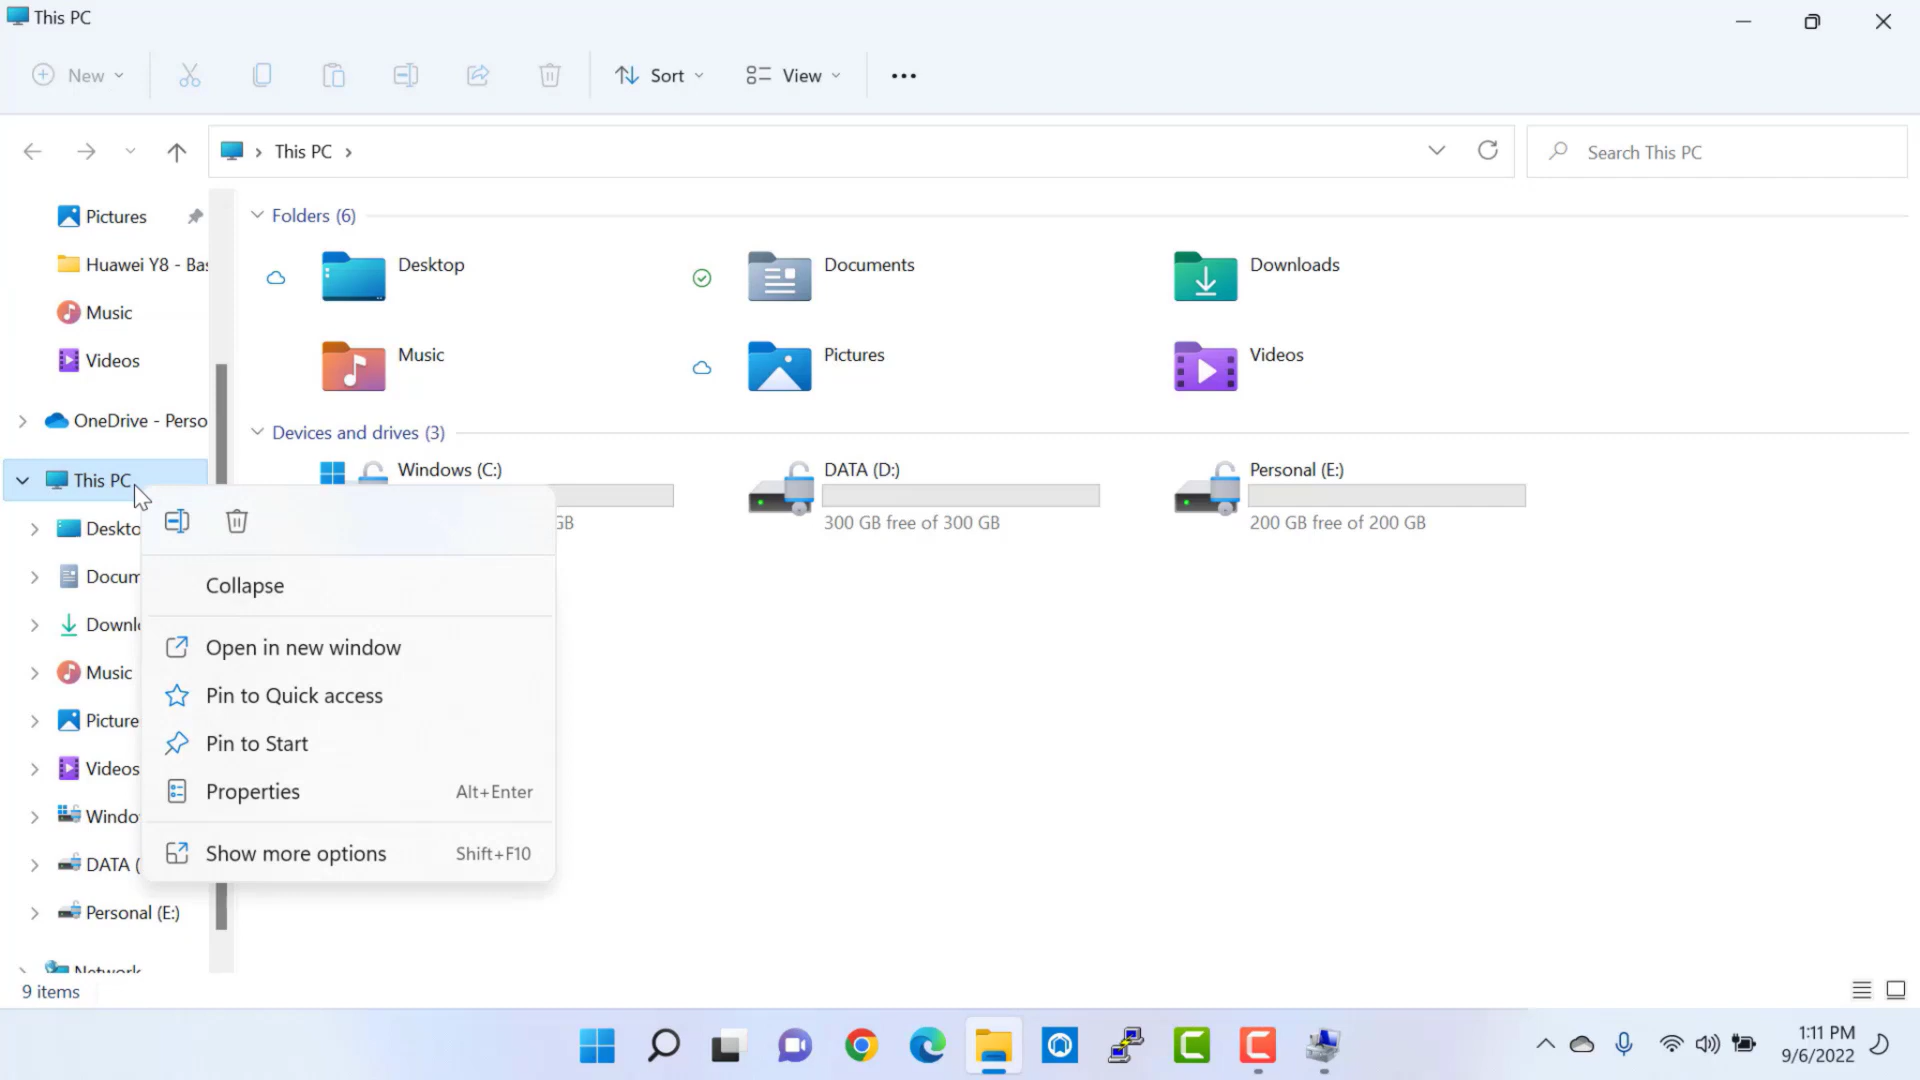 This PC
New
Sort
View
This PC
Search This PC
Pictures
Huawei Y8 - Bas
Music
Videos
OneDrive - Perso
This PC
Deskto
Docum
Downl
Music
Picture
Videos
Windo
DATA (
Personal (E:)
Network
Folders (6)
Desktop
Documents
Downloads
Music
Pictures
Videos
Devices and drives (3)
Windows (C:)
GB
DATA (D:)
300 GB free of 300 GB
Personal (E:)
200 GB free of 200 GB
Collapse
Open in new window
Pin to Quick access
Pin to Start
Properties Alt+Enter
Show more options Shift+F10
9 items
1:11 PM
9/6/2022